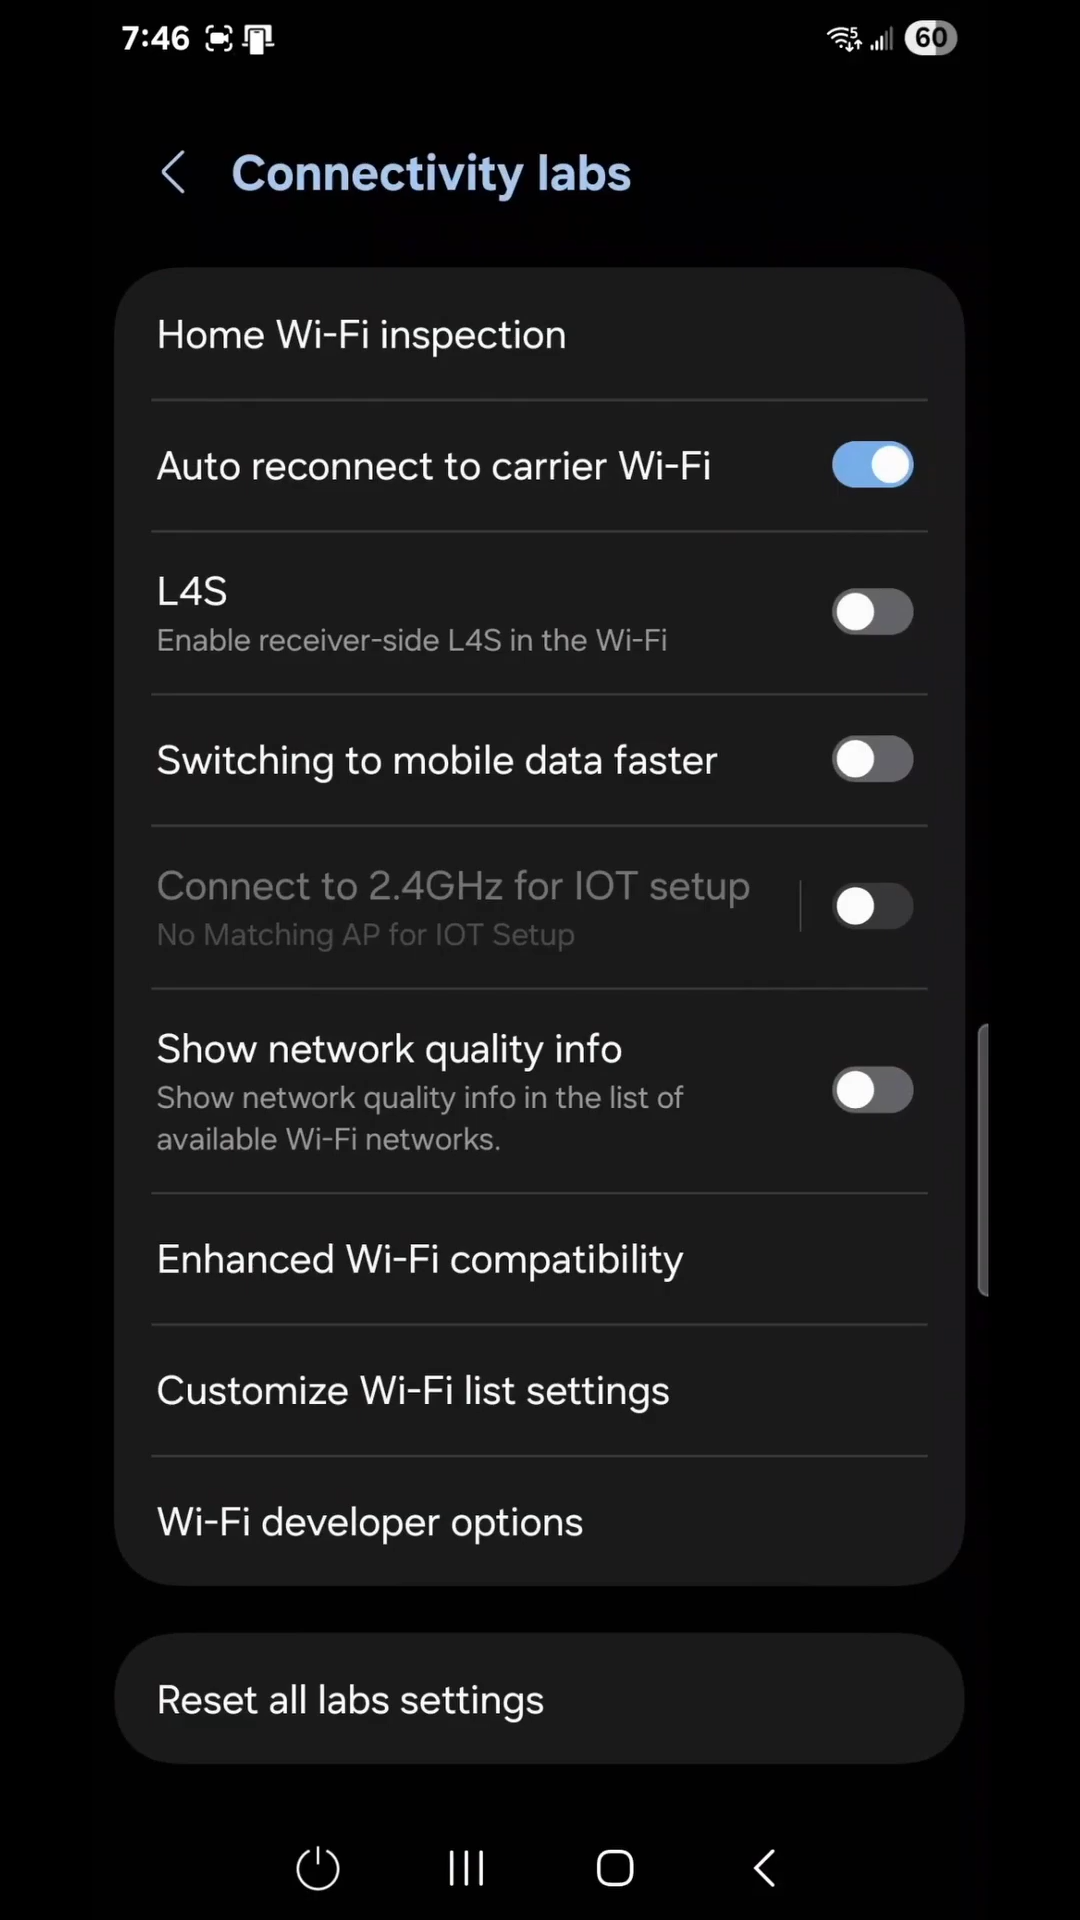 7:46
5
60
Connectivity labs
Home Wi-Fi inspection
Auto reconnect to carrier Wi-Fi
L4S
Enable receiver-side L4S in the Wi-Fi
Switching to mobile data faster
Connect to 2.4GHz for IOT setup
No Matching AP for IOT Setup
Show network quality info
Show network quality info in the list of
available Wi-Fi networks.
Enhanced Wi-Fi compatibility
Customize Wi-Fi list settings
Wi-Fi developer options
Reset all labs settings